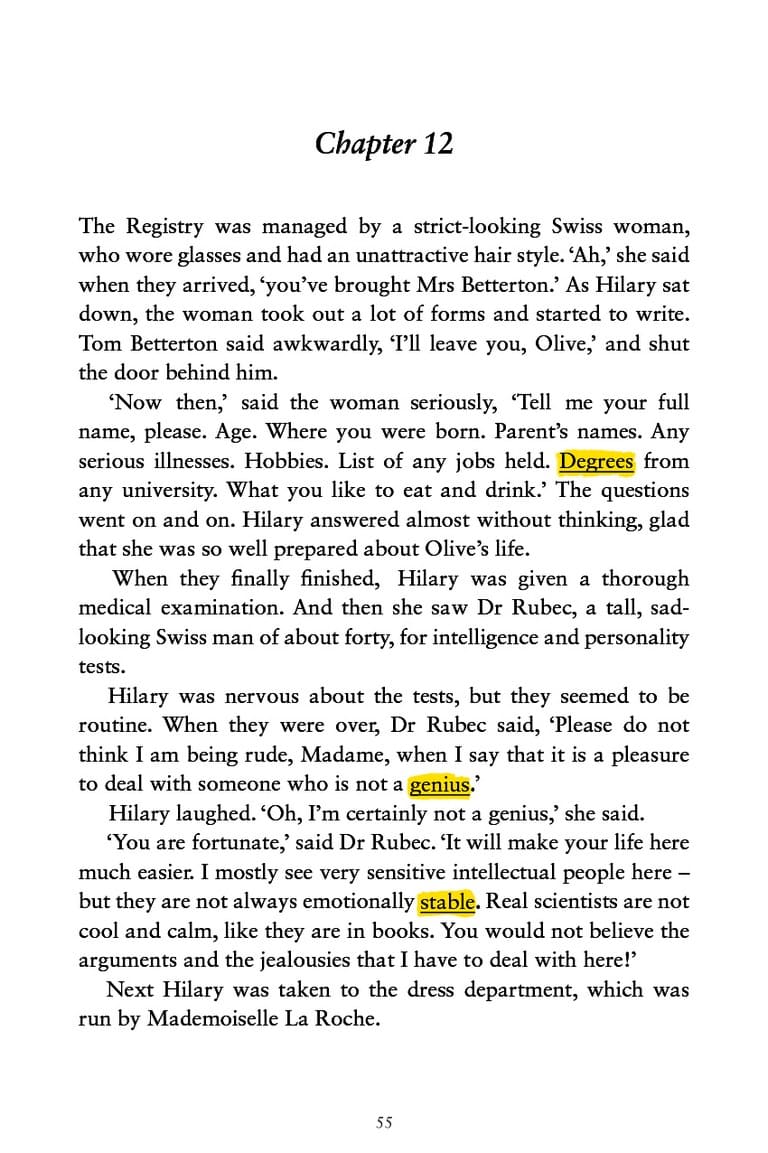 Chapter 12
The Registry was managed by a strict-looking Swiss woman,
who wore glasses and had an unattractive hair style. ‘Ah,’ she said
when they arrived, ‘you’ve brought Mrs Betterton.’ As Hilary sat
down, the woman took out a lot of forms and started to write.
Tom Betterton said awkwardly, ‘I’ll leave you, Olive,’ and shut
the door behind him.
‘Now then,’ said the woman seriously, ‘Tell me your full
name, please. Age. Where you were born. Parent’s names. Any
serious illnesses. Hobbies. List of any jobs held. Degrees from
any university. What you like to eat and drink.’ The questions
went on and on. Hilary answered almost without thinking, glad
that she was so well prepared about Olive’s life.
When they finally finished, Hilary was given a thorough
medical examination. And then she saw Dr Rubec, a tall, sad-
looking Swiss man of about forty, for intelligence and personality
tests.
Hilary was nervous about the tests, but they seemed to be
routine. When they were over, Dr Rubec said, ‘Please do not
think I am being rude, Madame, when I say that it is a pleasure
to deal with someone who is not a genius.’
Hilary laughed. ‘Oh, I’m certainly not a genius,’ she said.
‘You are fortunate,’ said Dr Rubec. ‘It will make your life here
much easier. I mostly see very sensitive intellectual people here –
but they are not always emotionally stable. Real scientists are not
cool and calm, like they are in books. You would not believe the
arguments and the jealousies that I have to deal with here!’
Next Hilary was taken to the dress department, which was
run by Mademoiselle La Roche.
55